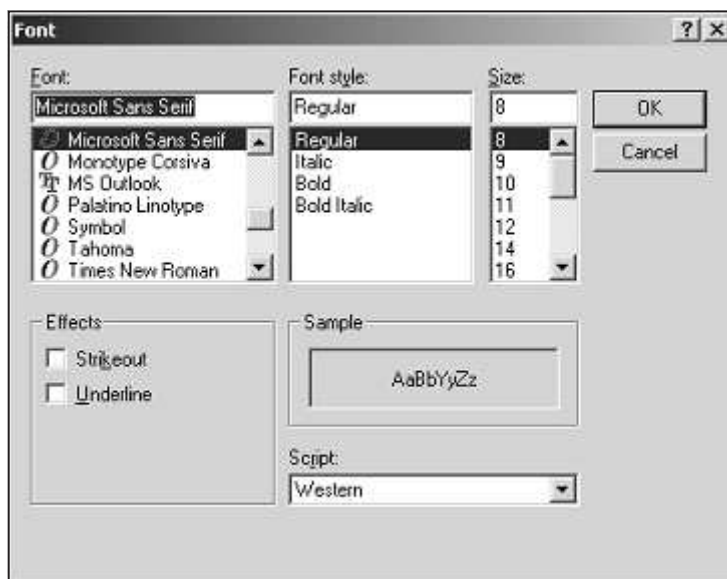 Font
? ×
Font:
Microsoft Sans Serif
Microsoft Sans Serif
Monotype Corsiva
MS Outlook
Palatino Linotype
Symbol
Tahoma
Times New Roman
Font style:
Regular
Regular
Italic
Bold
Bold Italic
Size:
8
8
9
10
11
12
14
16
OK
Cancel
Effects
Strikeout
Underline
Sample
AaBbYyZz
Script:
Western